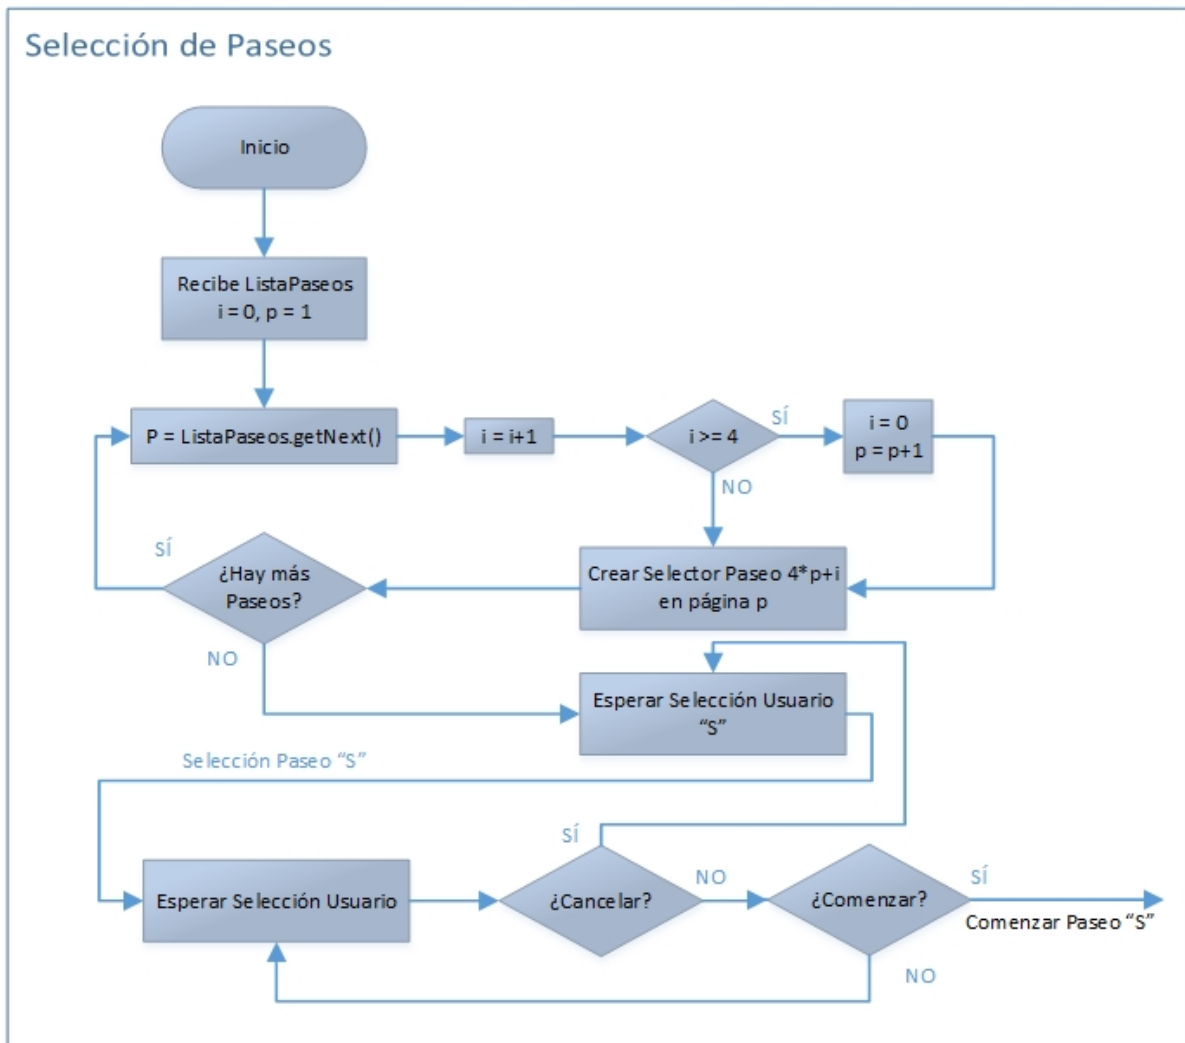 Selección de Paseos
Inicio
Recibe ListaPaseos
i = 0, p = 1
P = ListaPaseos.getNext()
i = i+1
i >= 4
SÍ
i = 0
p = p+1
NO
Crear Selector Paseo 4*p+i
en página p
¿Hay más
Paseos?
SÍ
NO
Esperar Selección Usuario
“S”
Selección Paseo “S”
Esperar Selección Usuario
¿Cancelar?
SÍ
NO
¿Comenzar?
SÍ
Comenzar Paseo “S”
NO